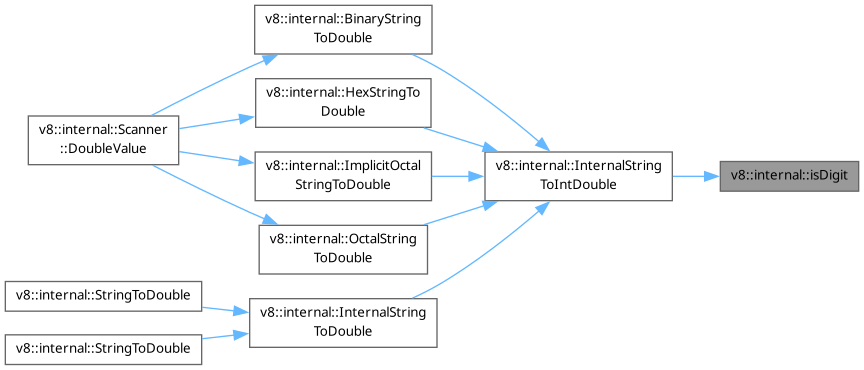 v8::internal::BinaryString
ToDouble
v8::internal::HexStringTo
Double
v8::internal::Scanner
::DoubleValue
v8::internal::ImplicitOctal
StringToDouble
v8::internal::InternalString
ToIntDouble
v8::internal::isDigit
v8::internal::OctalString
ToDouble
v8::internal::StringToDouble
v8::internal::InternalString
ToDouble
v8::internal::StringToDouble